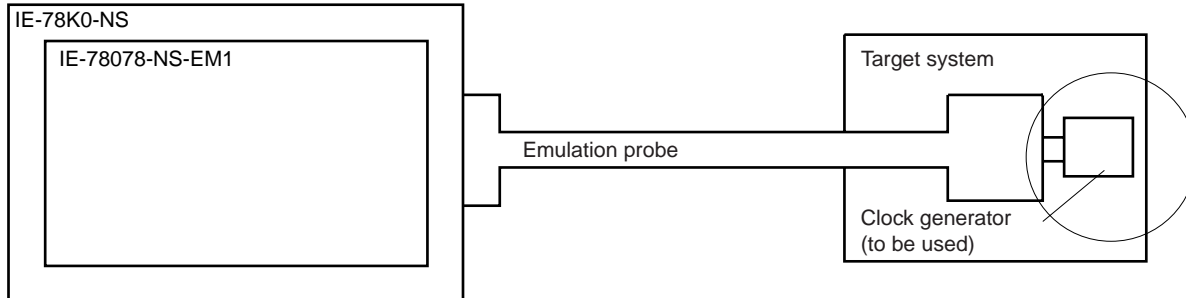 IE-78K0-NS
IE-78078-NS-EM1
Target system
Emulation probe
Clock generator
(to be used)